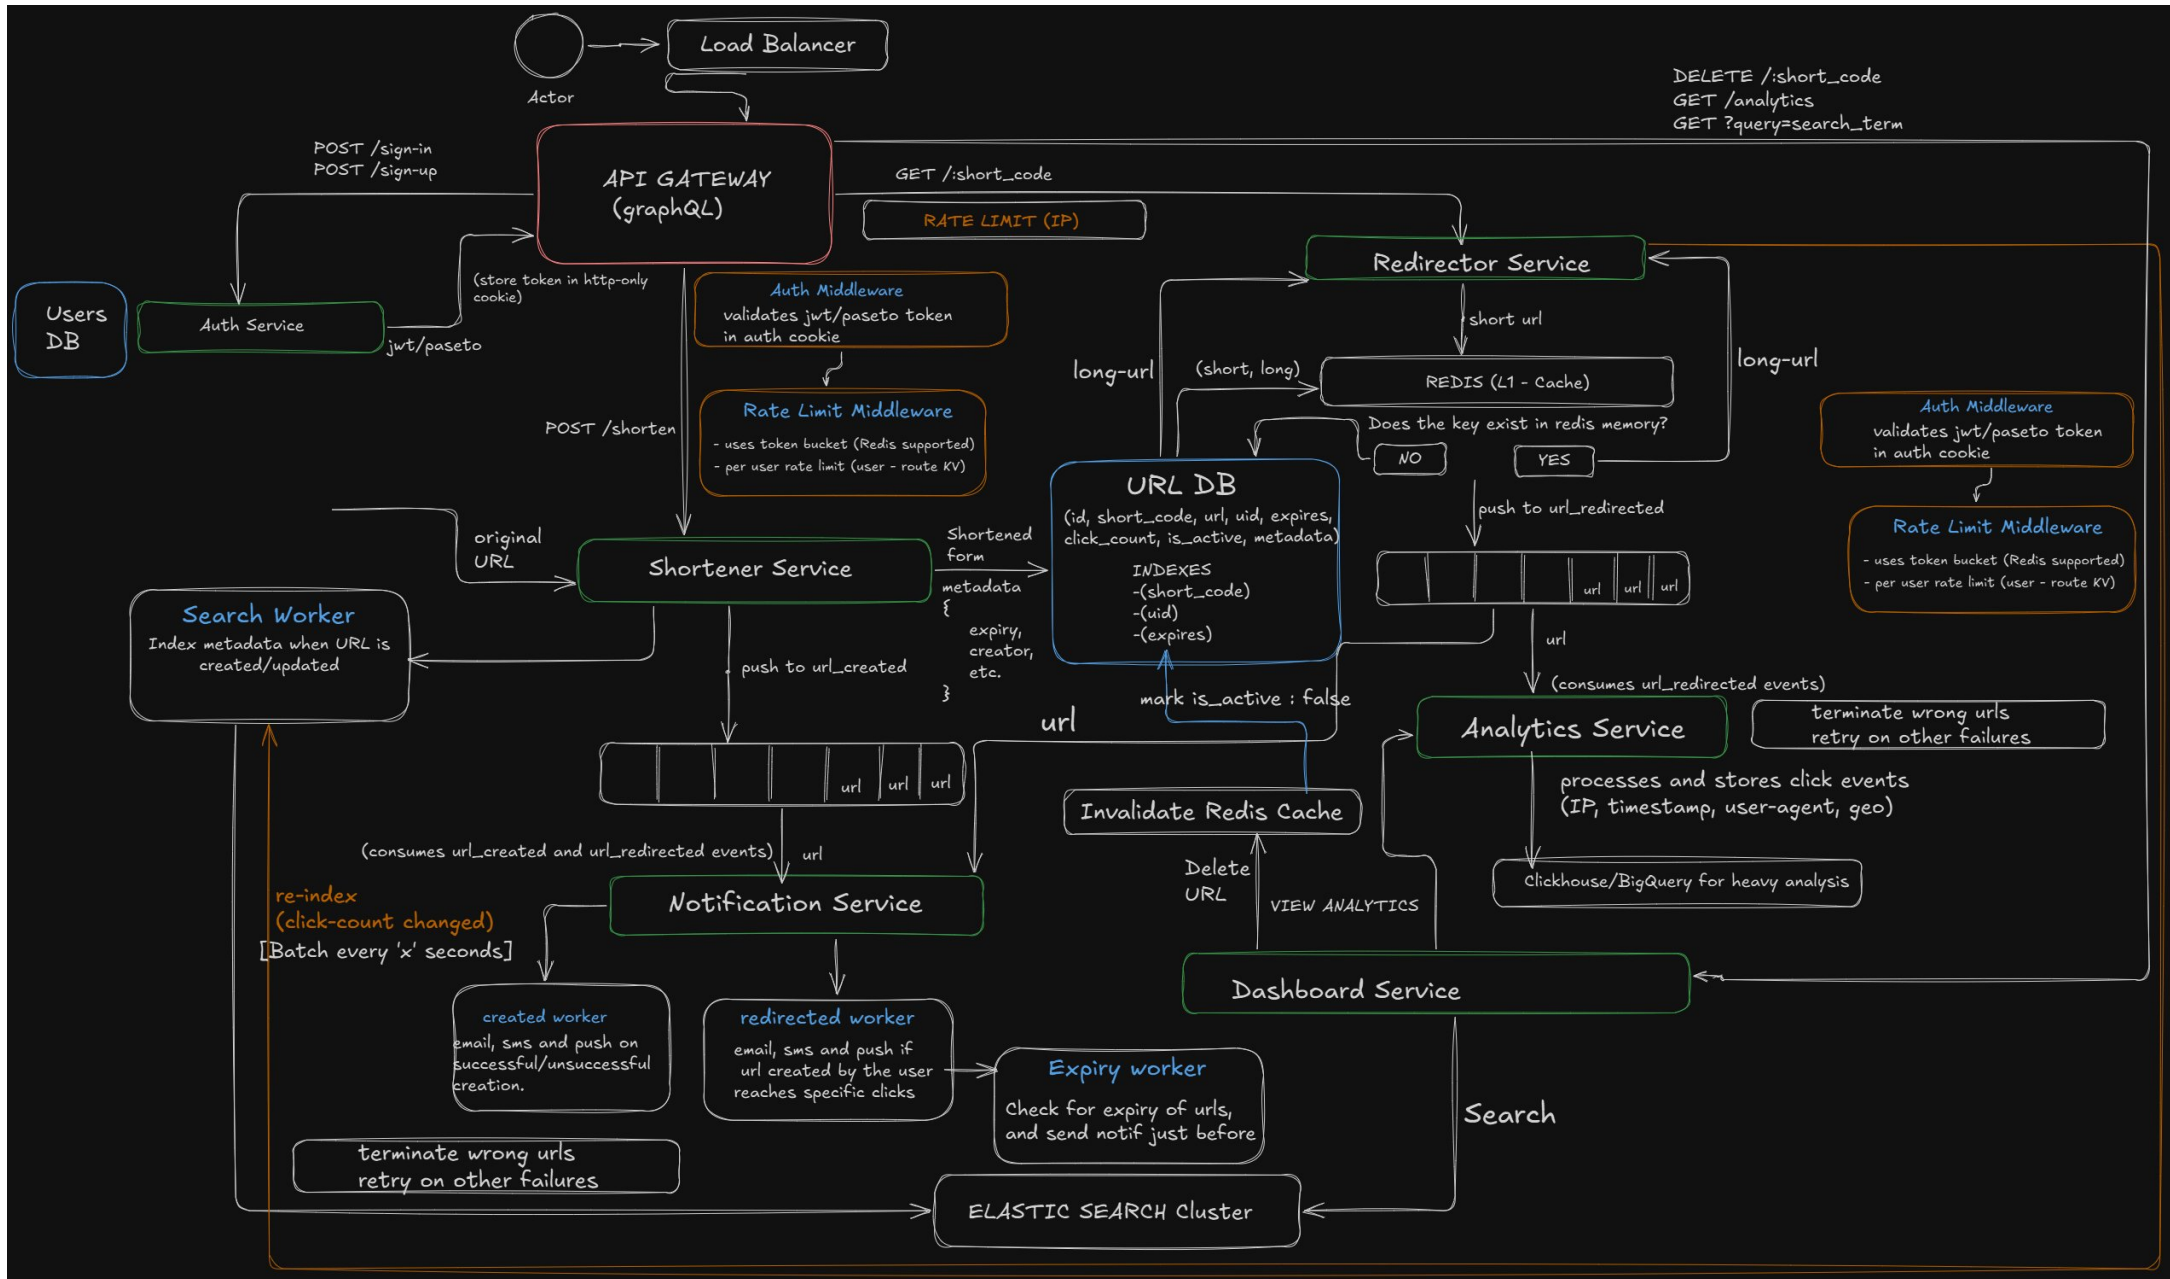 Load Balancer
Actor
DELETE /:short_code
GET /analytics
GET ?query=search_term
POST /sign-in
POST /sign-up
API GATEWAY
(graphQL)
GET /:short_code
RATE LIMIT (IP)
Redirector Service
(store token in http-only
cookie)
Users
DB
Auth Service
jwt/paseto
Auth Middleware
validates jwt/paseto token
in auth cookie
short url
long-url
(short, long)
long-url
REDIS (L1 - Cache)
Does the key exist in redis memory?
NO
YES
Rate Limit Middleware
- uses token bucket (Redis supported)
- per user rate limit (user - route KV)
POST /shorten
Auth Middleware
validates jwt/paseto token
in auth cookie
Rate Limit Middleware
- uses token bucket (Redis supported)
- per user rate limit (user - route KV)
URL DB
(id, short_code, url, uid, expires,
click_count, is_active, metadata)
INDEXES
-(short_code)
-(uid)
-(expires)
push to url_redirected
url
url
url
original
URL
Shortener Service
Shortened
form
metadata
{
expiry,
creator,
etc.
}
Search Worker
Index metadata when URL is
created/updated
push to url_created
url
(consumes url_redirected events)
mark is_active : false
url
Analytics Service
terminate wrong urls
retry on other failures
url
url
url
Invalidate Redis Cache
processes and stores click events
(IP, timestamp, user-agent, geo)
(consumes url_created and url_redirected events)
url
Delete
URL
VIEW ANALYTICS
Clickhouse/BigQuery for heavy analysis
re-index
(click-count changed)
[Batch every 'x' seconds]
Notification Service
Dashboard Service
created worker
email, sms and push on
successful/unsuccessful
creation.
redirected worker
email, sms and push if
url created by the user
reaches specific clicks
Expiry worker
Check for expiry of urls,
and send notif just before
Search
terminate wrong urls
retry on other failures
ELASTIC SEARCH Cluster